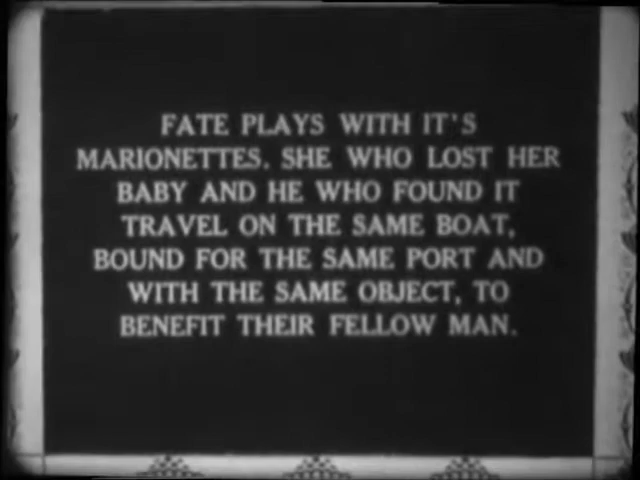 FATE PLAYS WITH IT'S
MARIONETTES. SHE WHO LOST HER
BABY AND HE WHO FOUND IT
TRAVEL ON THE SAME BOAT,
BOUND FOR THE SAME PORT AND
WITH THE SAME OBJECT, TO
BENEFIT THEIR FELLOW MAN.